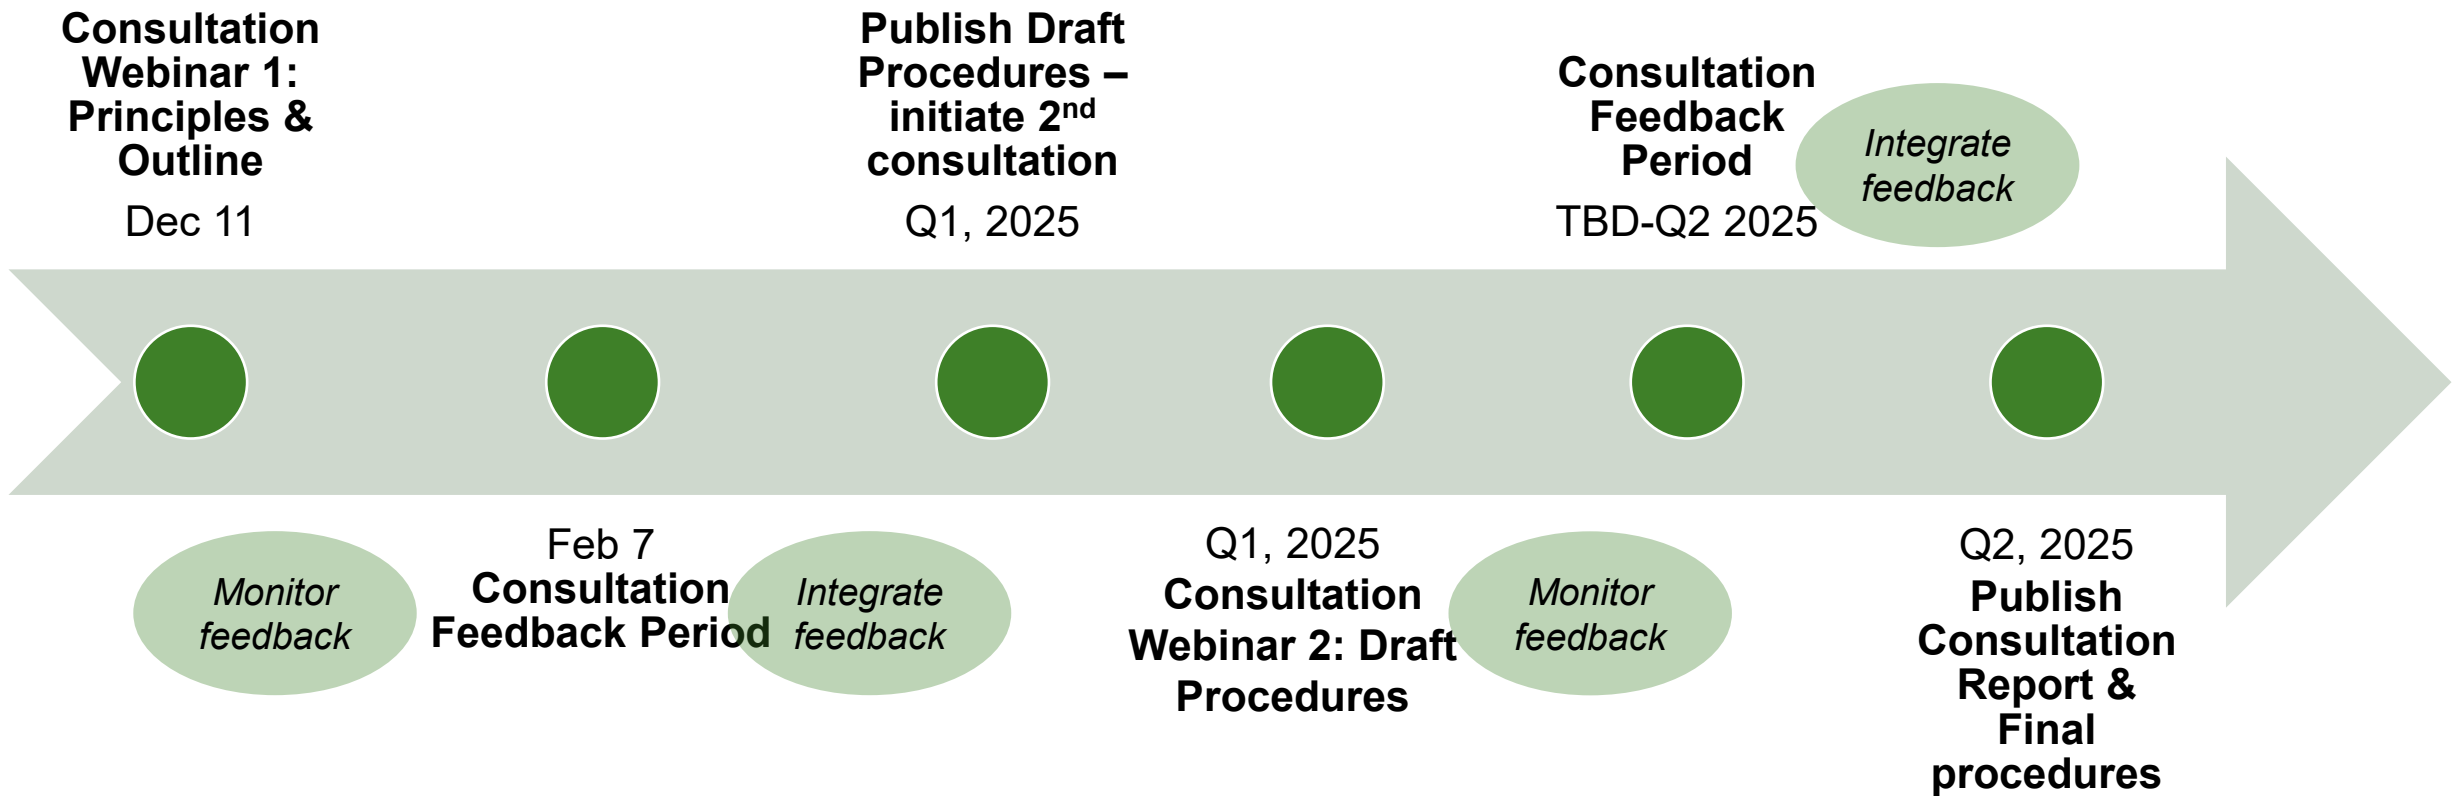 Consultation
Webinar 1:
Principles &
Outline
Dec 11
Publish Draft
Procedures –
initiate 2nd
consultation
Q1, 2025
Consultation
Feedback
Period
TBD-Q2 2025
Integrate
feedback
Monitor
feedback
Feb 7
Consultation
Feedback Period
Integrate
feedback
Q1, 2025
Consultation
Webinar 2: Draft
Procedures
Monitor
feedback
Q2, 2025
Publish
Consultation
Report &
Final
procedures